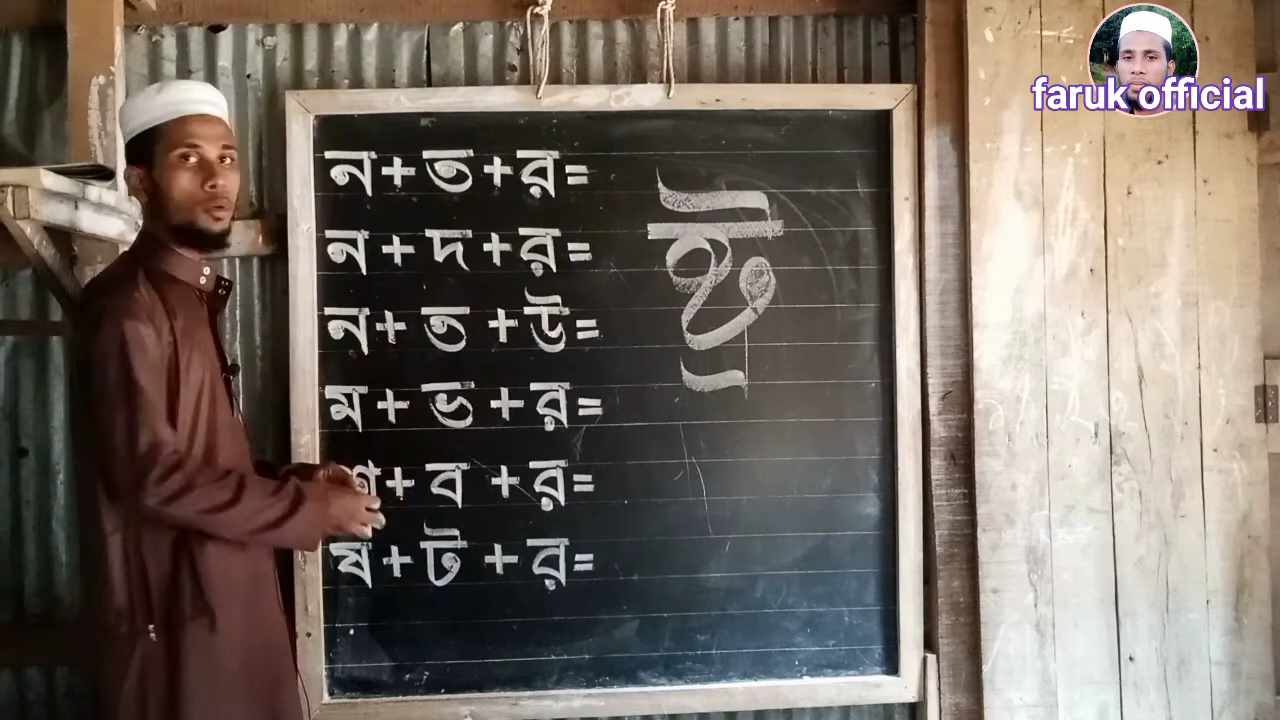 faruk official
ন+ত+র=
ন+দ+র=
ন+ত+উ=
ম+ভ+র=
+ব+র=
ষ+ট+র=